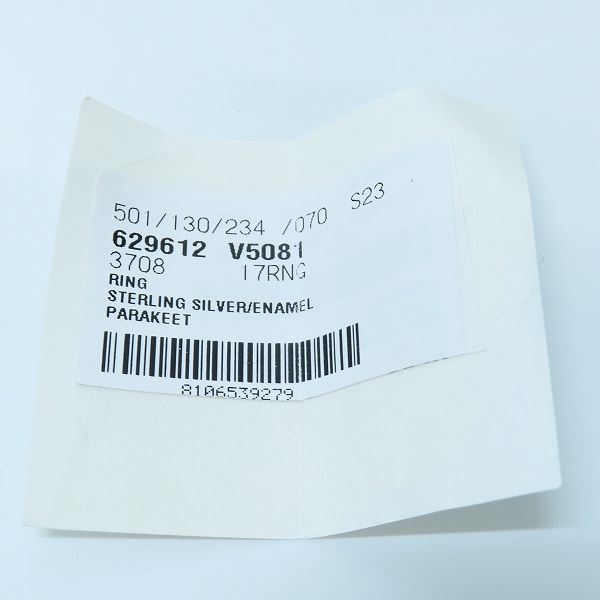 501/130/234 /070 S23
629612 V5081
3708 17RNG
RING
STERLING SILVER/ENAMEL
PARAKEET
8106539279